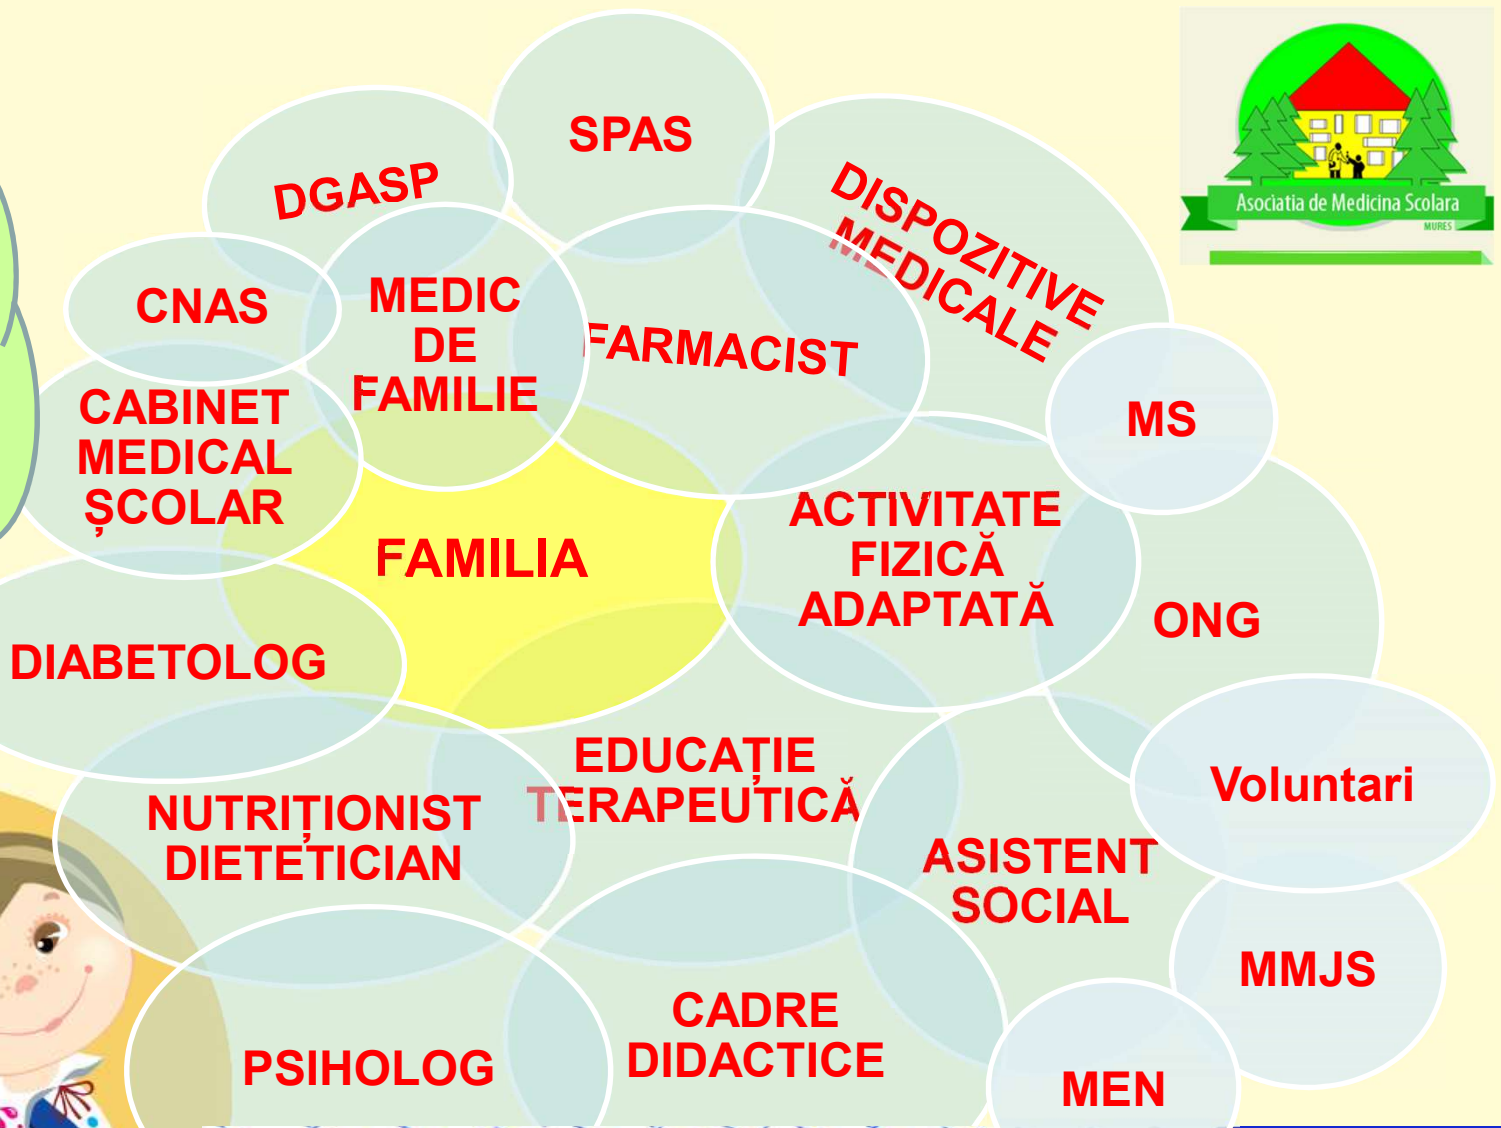 SPAS
DGASP
DISPOZITIVE
MEDICALE
Asociatia de Medicina Scolara
MURES
CNAS
MEDIC
DE
FAMILIE
FARMACIST
MS
CABINET
MEDICAL
ȘCOLAR
FAMILIA
ACTIVITATE
FIZICĂ
ADAPTATĂ
ONG
DIABETOLOG
EDUCAȚIE
TERAPEUTICĂ
Voluntari
NUTRIȚIONIST
DIETETICIAN
ASISTENT
SOCIAL
MMJS
CADRE
DIDACTICE
PSIHOLOG
MEN